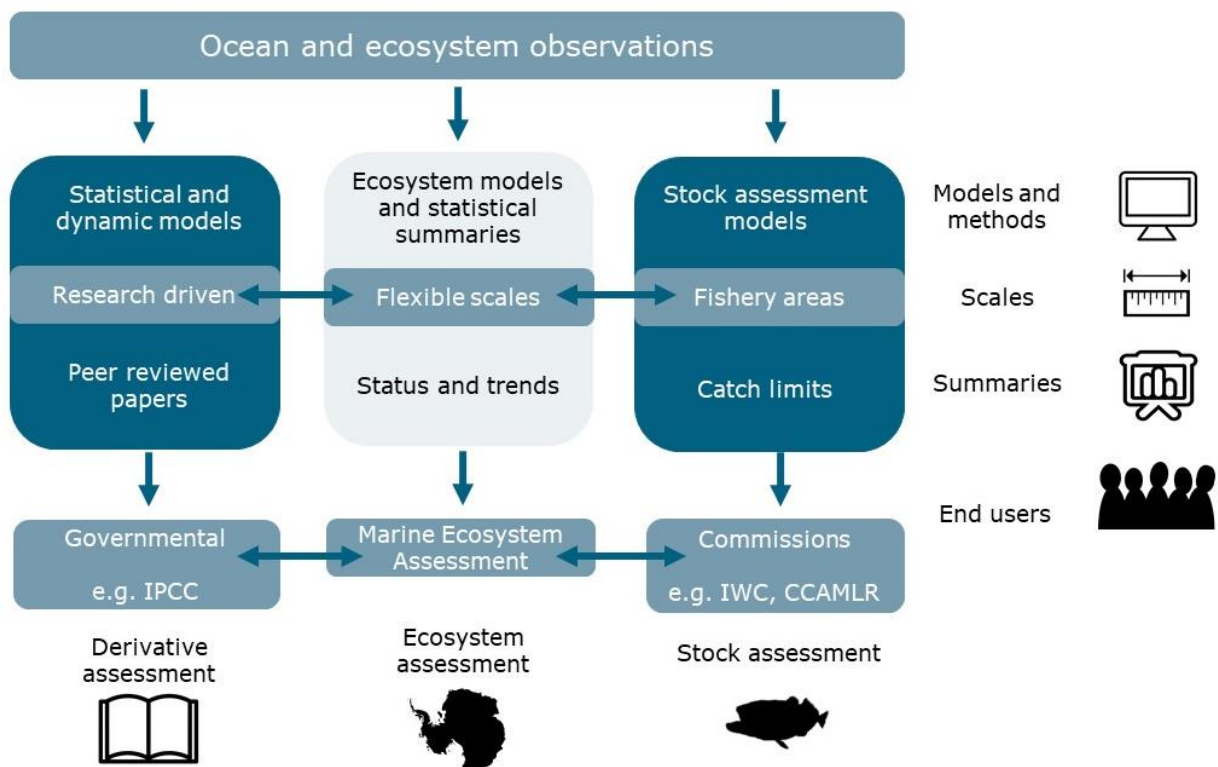 Ocean and ecosystem observations
Statistical and
dynamic models
Research driven
Peer reviewed
papers
Ecosystem models
and statistical
summaries
Flexible scales
Status and trends
Stock assessment
models
Fishery areas
Catch limits
Models and
methods
Scales
Summaries
End users
Governmental
e.g. IPCC
Marine Ecosystem
Assessment
Commissions
e.g. IWC, CCAMLR
Derivative
assessment
Ecosystem
assessment
Stock assessment